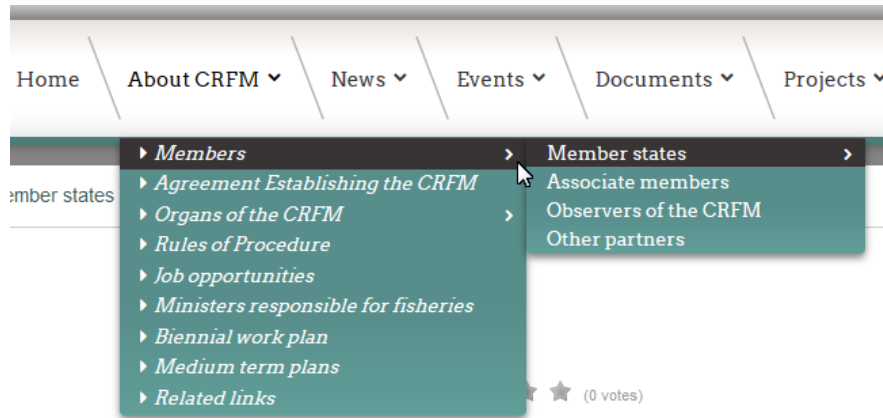 Home About CRFM News Events Documents Projects
Members
Member states
Agreement Establishing the CRFM
Associate members
ember states
Organs of the CRFM
Observers of the CRFM
Rules of Procedure
Other partners
Job opportunities
Ministers responsible for fisheries
Biennial work plan
Medium term plans
Related links
(0 votes)